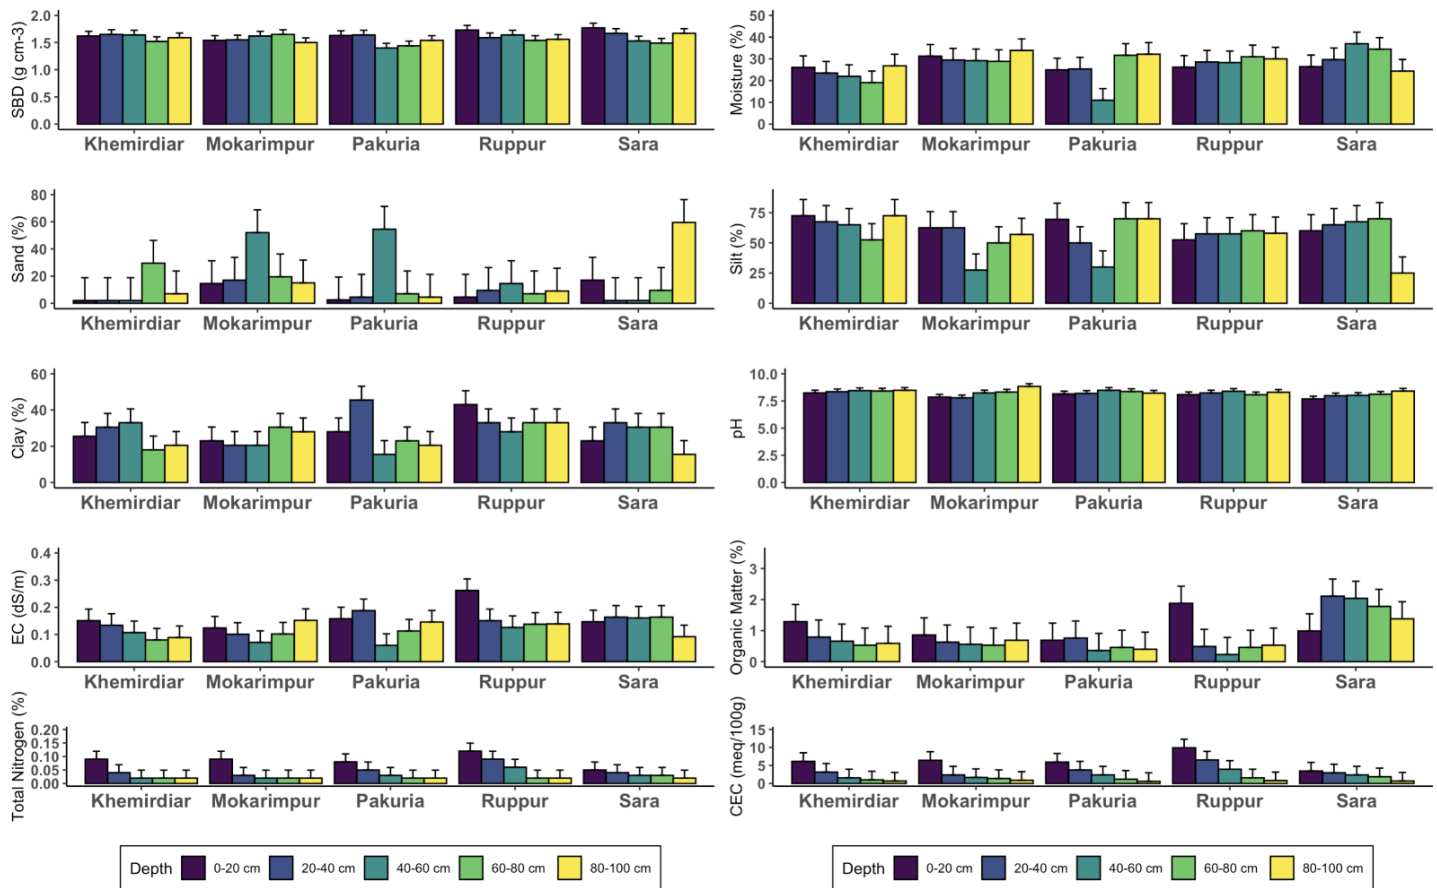 SBD (g cm-3)
2.0
1.5
1.0
0.5
0.0
Khemirdiar Mokarimpur Pakuria Ruppur Sara
Moisture (%)
50
40
30
20
10
0
Khemirdiar Mokarimpur Pakuria Ruppur Sara
Sand (%)
80
60
40
20
0
Khemirdiar Mokarimpur Pakuria Ruppur Sara
Silt (%)
75
50
25
0
Khemirdiar Mokarimpur Pakuria Ruppur Sara
Clay (%)
60
40
20
0
Khemirdiar Mokarimpur Pakuria Ruppur Sara
pH
10.0
7.5
5.0
2.5
0.0
Khemirdiar Mokarimpur Pakuria Ruppur Sara
EC (dS/m)
0.4
0.3
0.2
0.1
0.0
Khemirdiar Mokarimpur Pakuria Ruppur Sara
Organic Matter (%)
3
2
1
0
Khemirdiar Mokarimpur Pakuria Ruppur Sara
Total Nitrogen (%)
0.20
0.15
0.10
0.05
0.00
Khemirdiar Mokarimpur Pakuria Ruppur Sara
CEC (meq/100g)
15
10
5
0
Khemirdiar Mokarimpur Pakuria Ruppur Sara
Depth 0-20 cm 20-40 cm 40-60 cm 60-80 cm 80-100 cm
Depth 0-20 cm 20-40 cm 40-60 cm 60-80 cm 80-100 cm